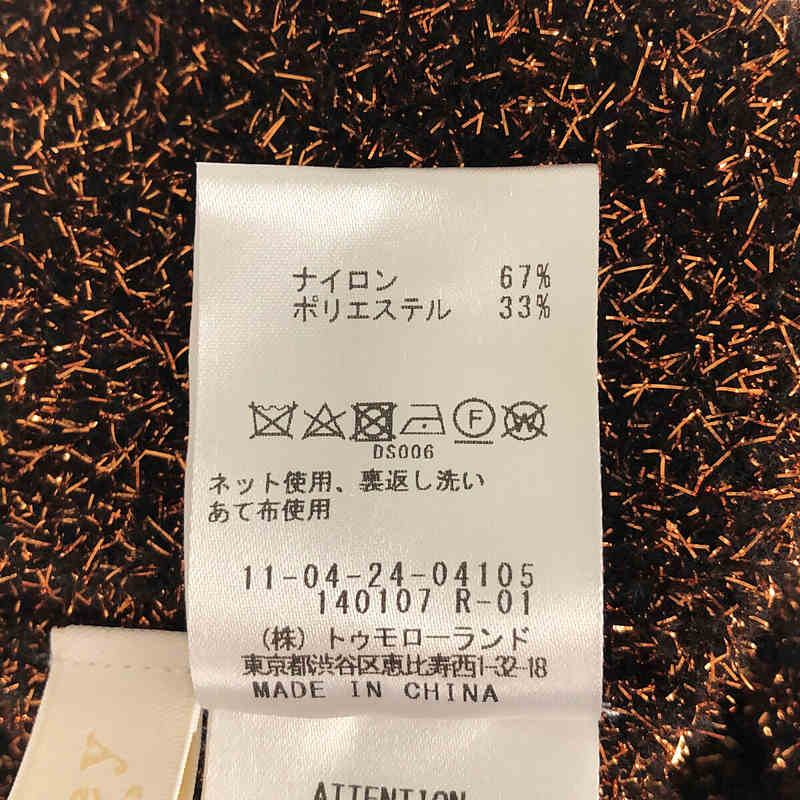 ナイロン 67%
ポリエステル 33%
F W
DS006
ネット使用、裏返し洗い
あて布使用
11-04-24-04105
140107 R-01
(株) トゥモローランド
東京都渋谷区恵比寿西1-32-18
MADE IN CHINA
ATTENTION